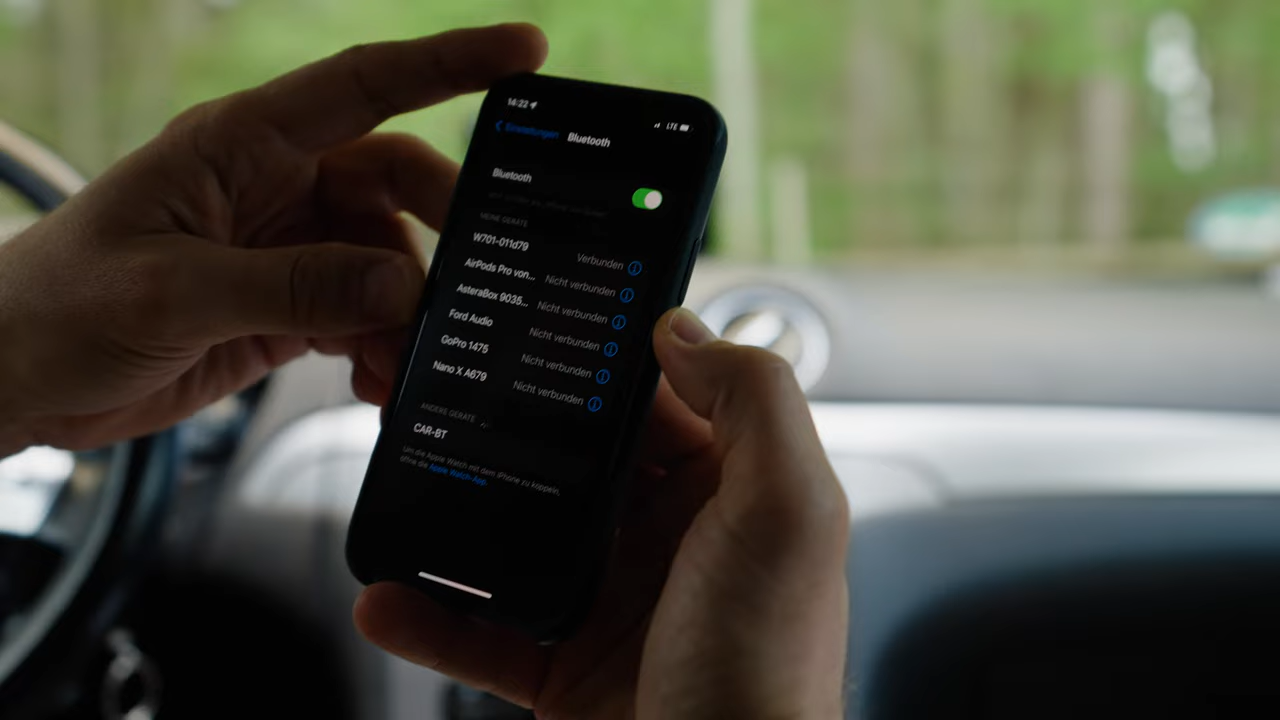 14:22
LTE
Einstellungen
Bluetooth
Bluetooth
MEINE GERÄTE
W701-011d79 Verbunden
AirPods Pro von... Nicht verbunden
AsteraBox 9035... Nicht verbunden
Ford Audio Nicht verbunden
GoPro 1475 Nicht verbunden
Nano X A679 Nicht verbunden
ANDERE GERÄTE
CAR-BT
Um die Apple Watch mit dem iPhone zu koppeln,
öffne die Apple Watch-App.